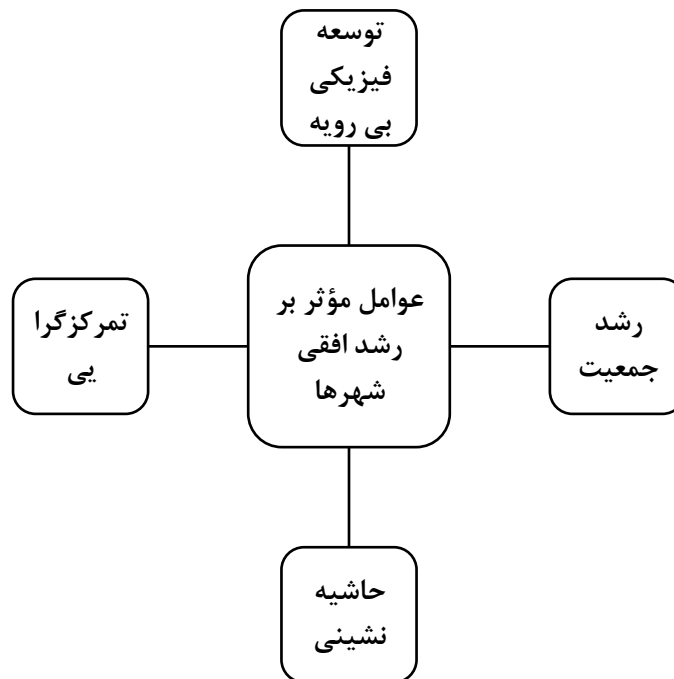 توسعه
فیزیکی
بی رویه
عوامل مؤثر بر
رشد افقی
شهرها
رشد
جمعیت
تمرکزگرا
یی
حاشیه
نشینی